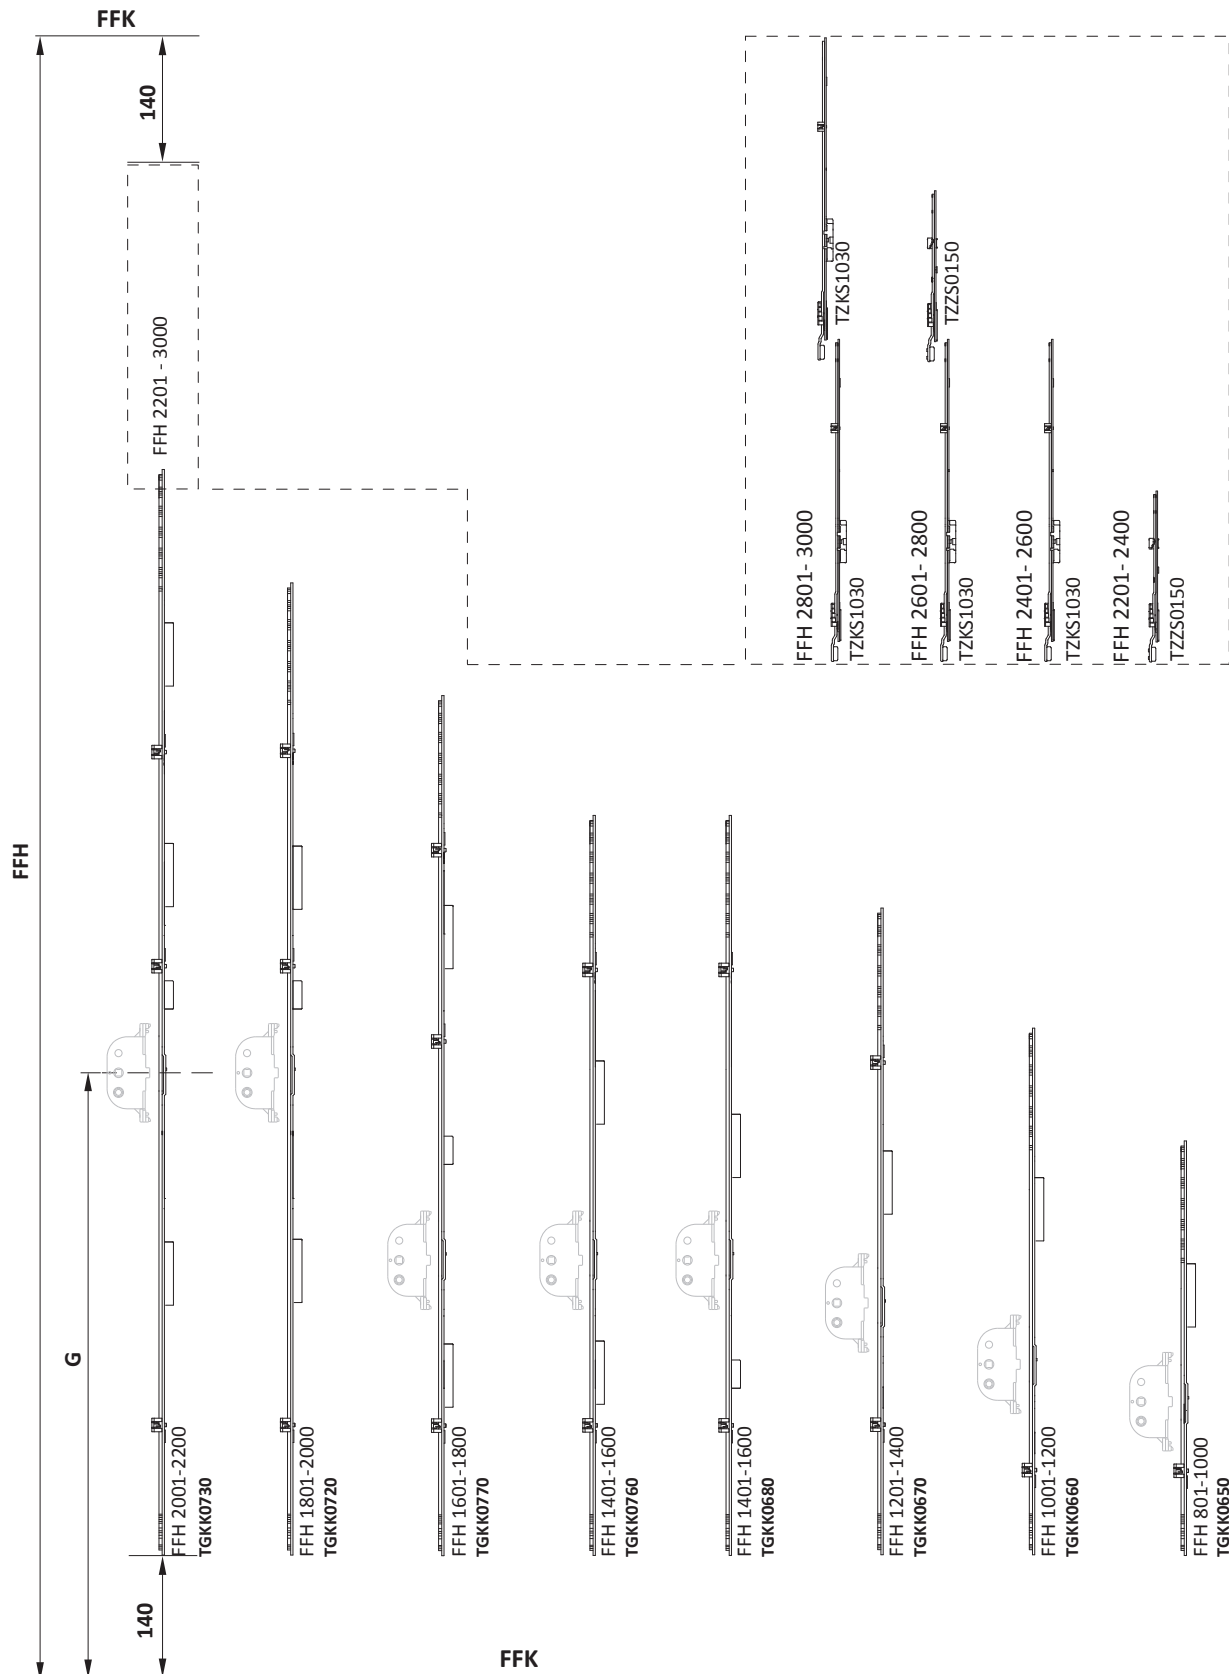 FFK
140
FFH
FFH 2201 - 3000
TZKS1030
TZZS0150
FFH 2801- 3000
TZKS1030
FFH 2601- 2800
TZKS1030
FFH 2401- 2600
TZKS1030
FFH 2201- 2400
TZZS0150
G
FFH 2001-2200
TGKK0730
FFH 1801-2000
TGKK0720
FFH 1601-1800
TGKK0770
FFH 1401-1600
TGKK0760
FFH 1401-1600
TGKK0680
FFH 1201-1400
TGKK0670
FFH 1001-1200
TGKK0660
FFH 801-1000
TGKK0650
140
FFK